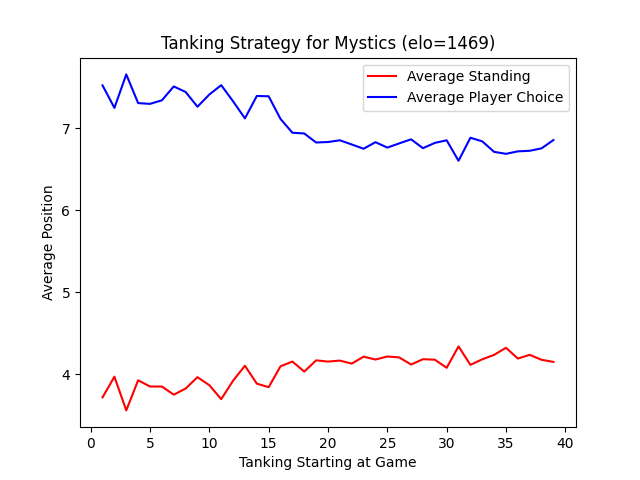 Tanking Strategy for Mystics (elo=1469)
Average Standing
Average Player Choice
7
6
5
4
Average Position
0 5 10 15 20 25 30 35 40
Tanking Starting at Game